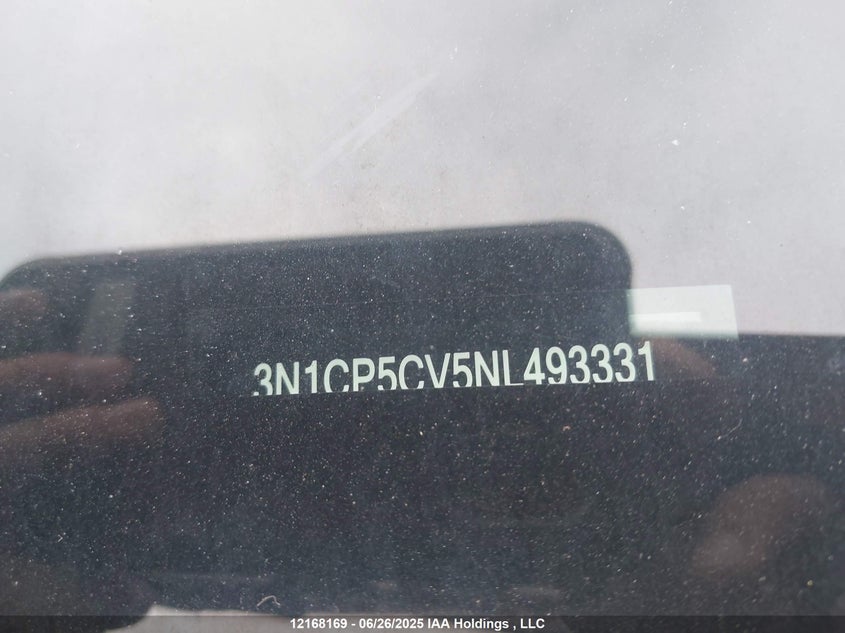 3N1CP5CV5NL493331
12168169 - 06/26/2025 IAA Holdings , LLC